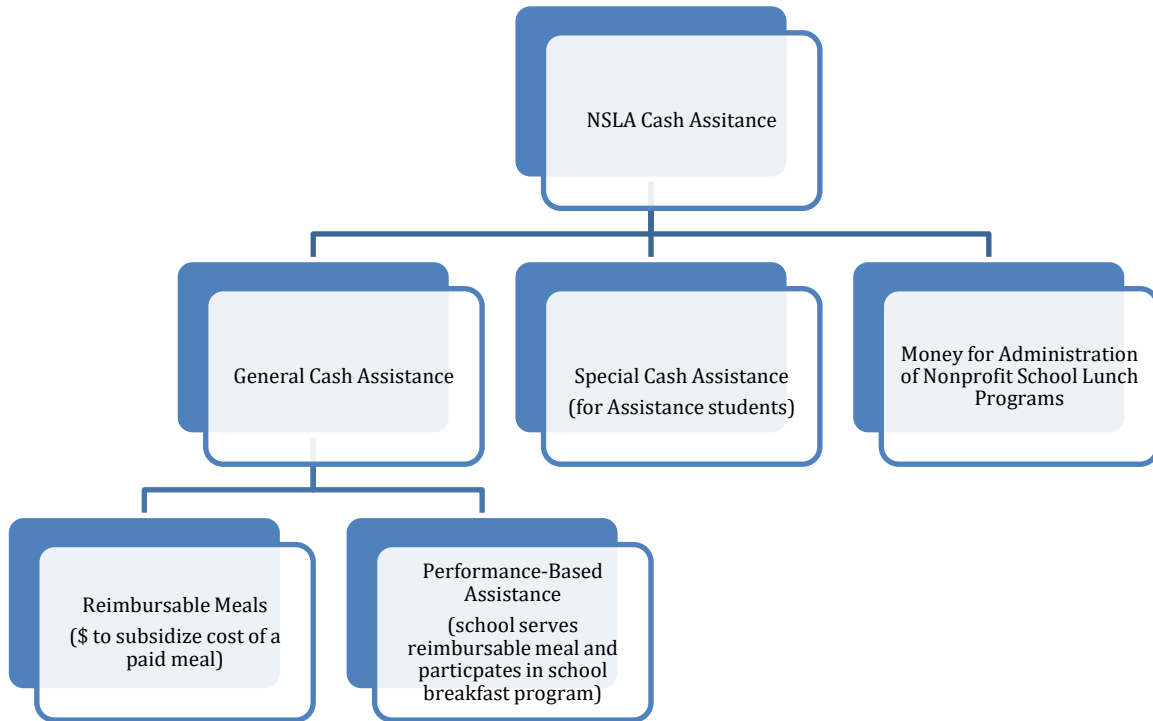 NSLA Cash Assitance
General Cash Assistance
Special Cash Assistance
(for Assistance students)
Money for Administration
of Nonprofit School Lunch
Programs
Reimbursable Meals
($ to subsidize cost of a
paid meal)
Performance-Based
Assistance
(school serves
reimbursable meal and
particpates in school
breakfast program)